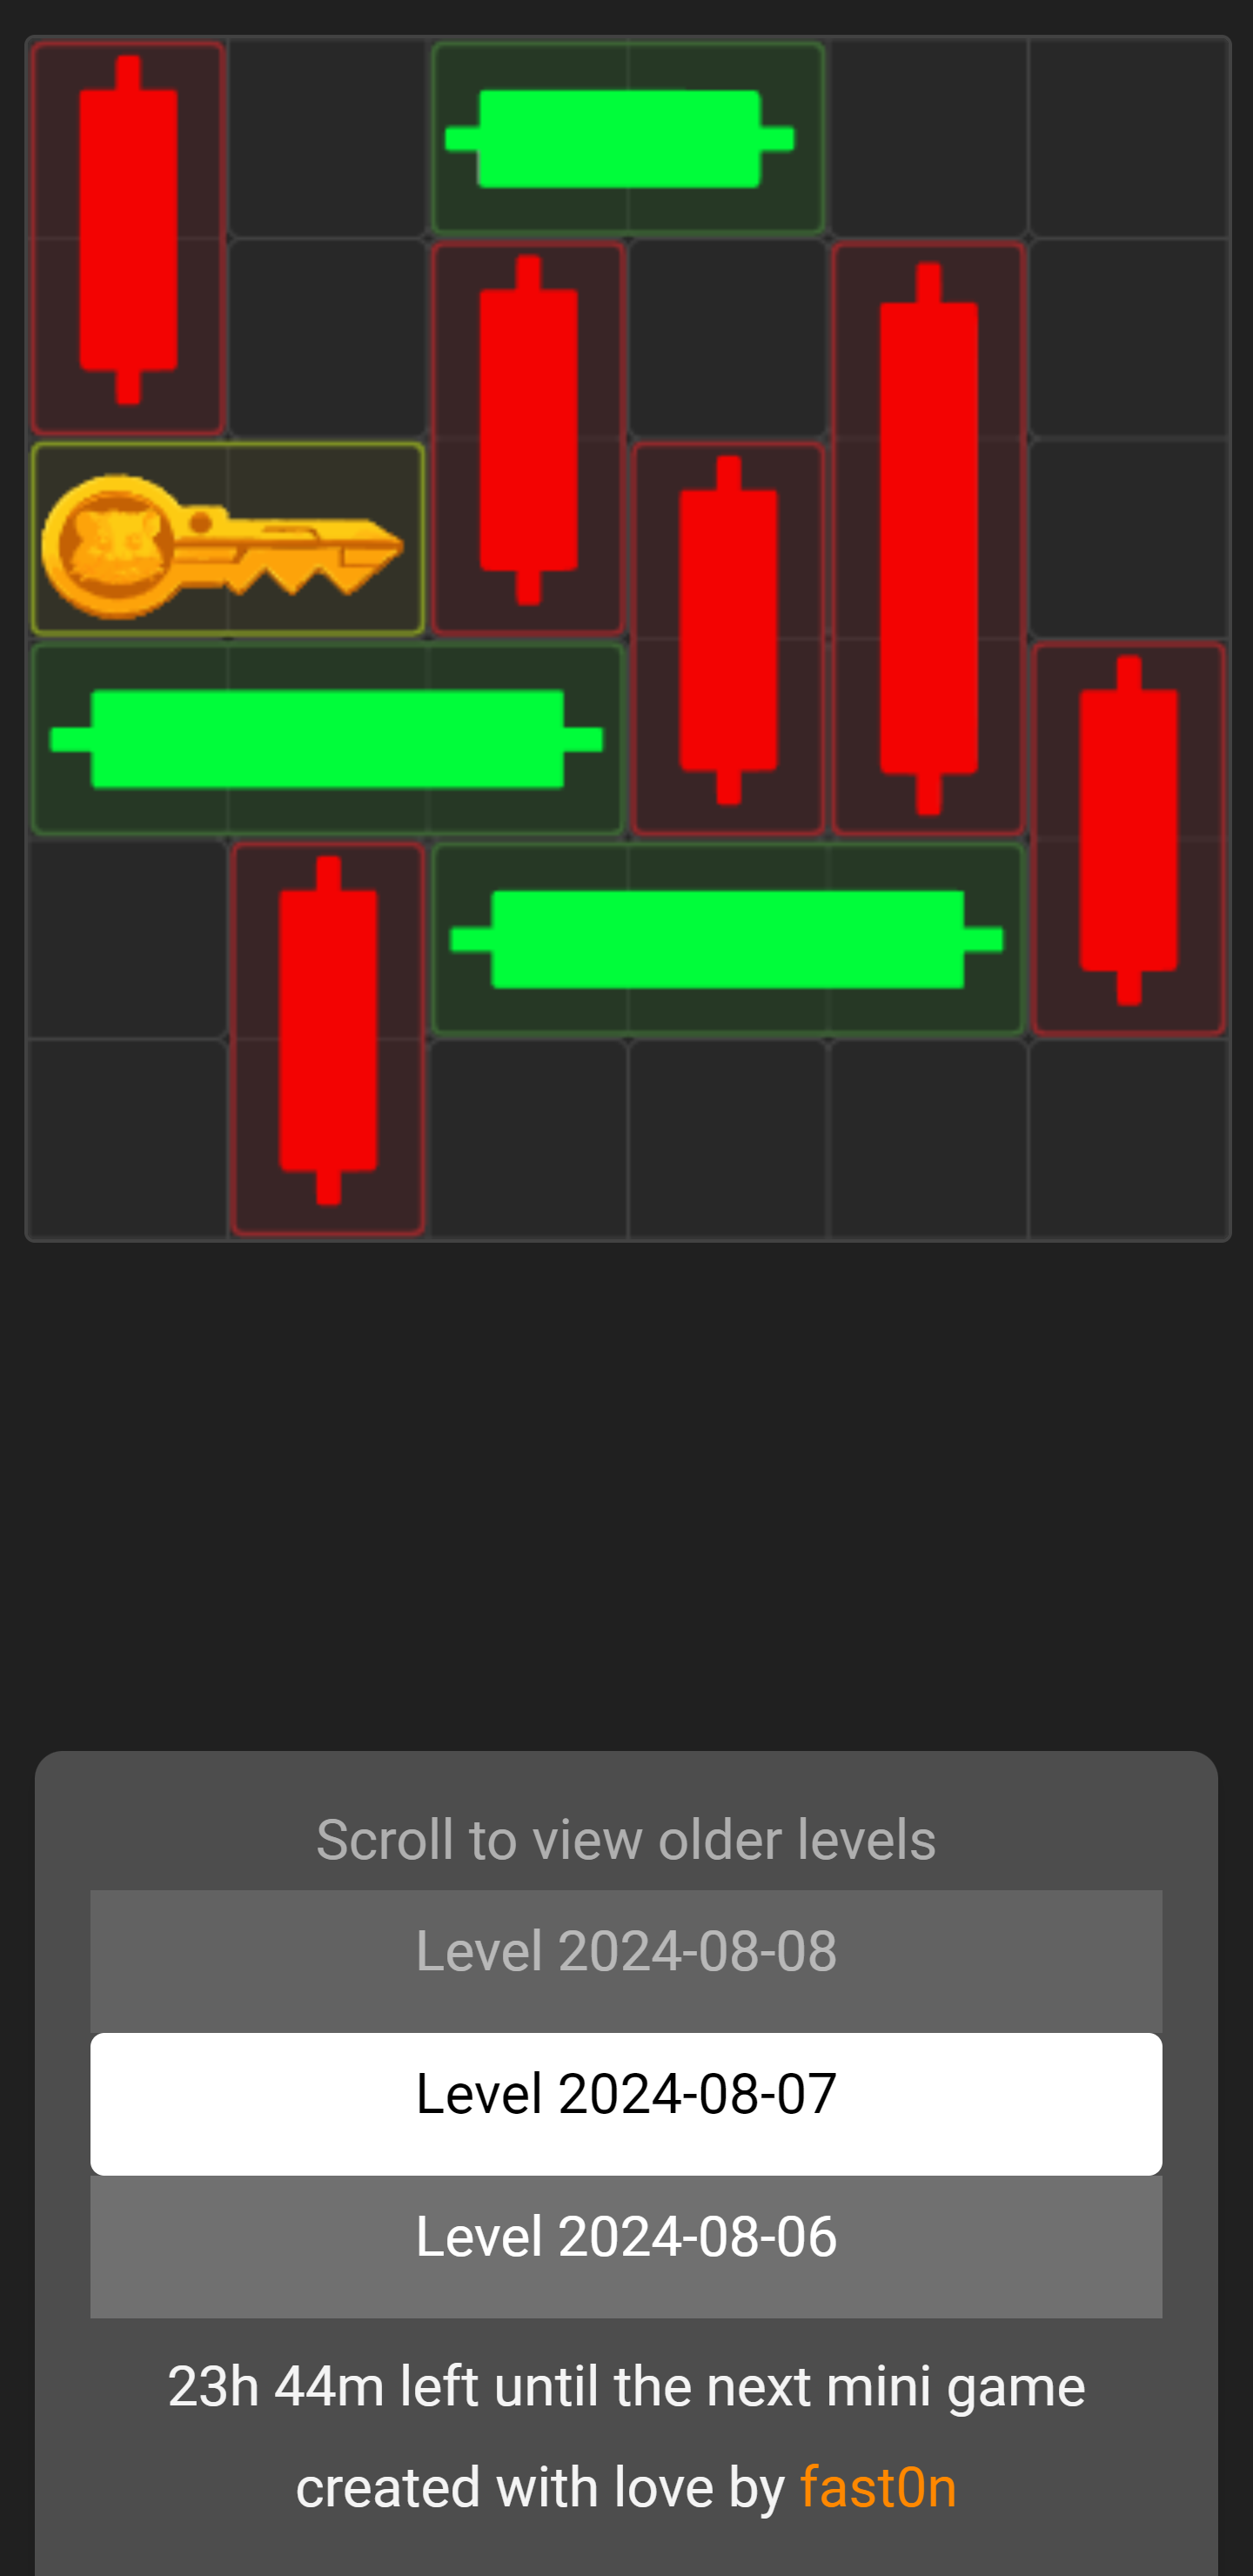 Scroll to view older levels
Level 2024-08-08
Level 2024-08-07
Level 2024-08-06
23h 44m left until the next mini game
created with love by fast0n